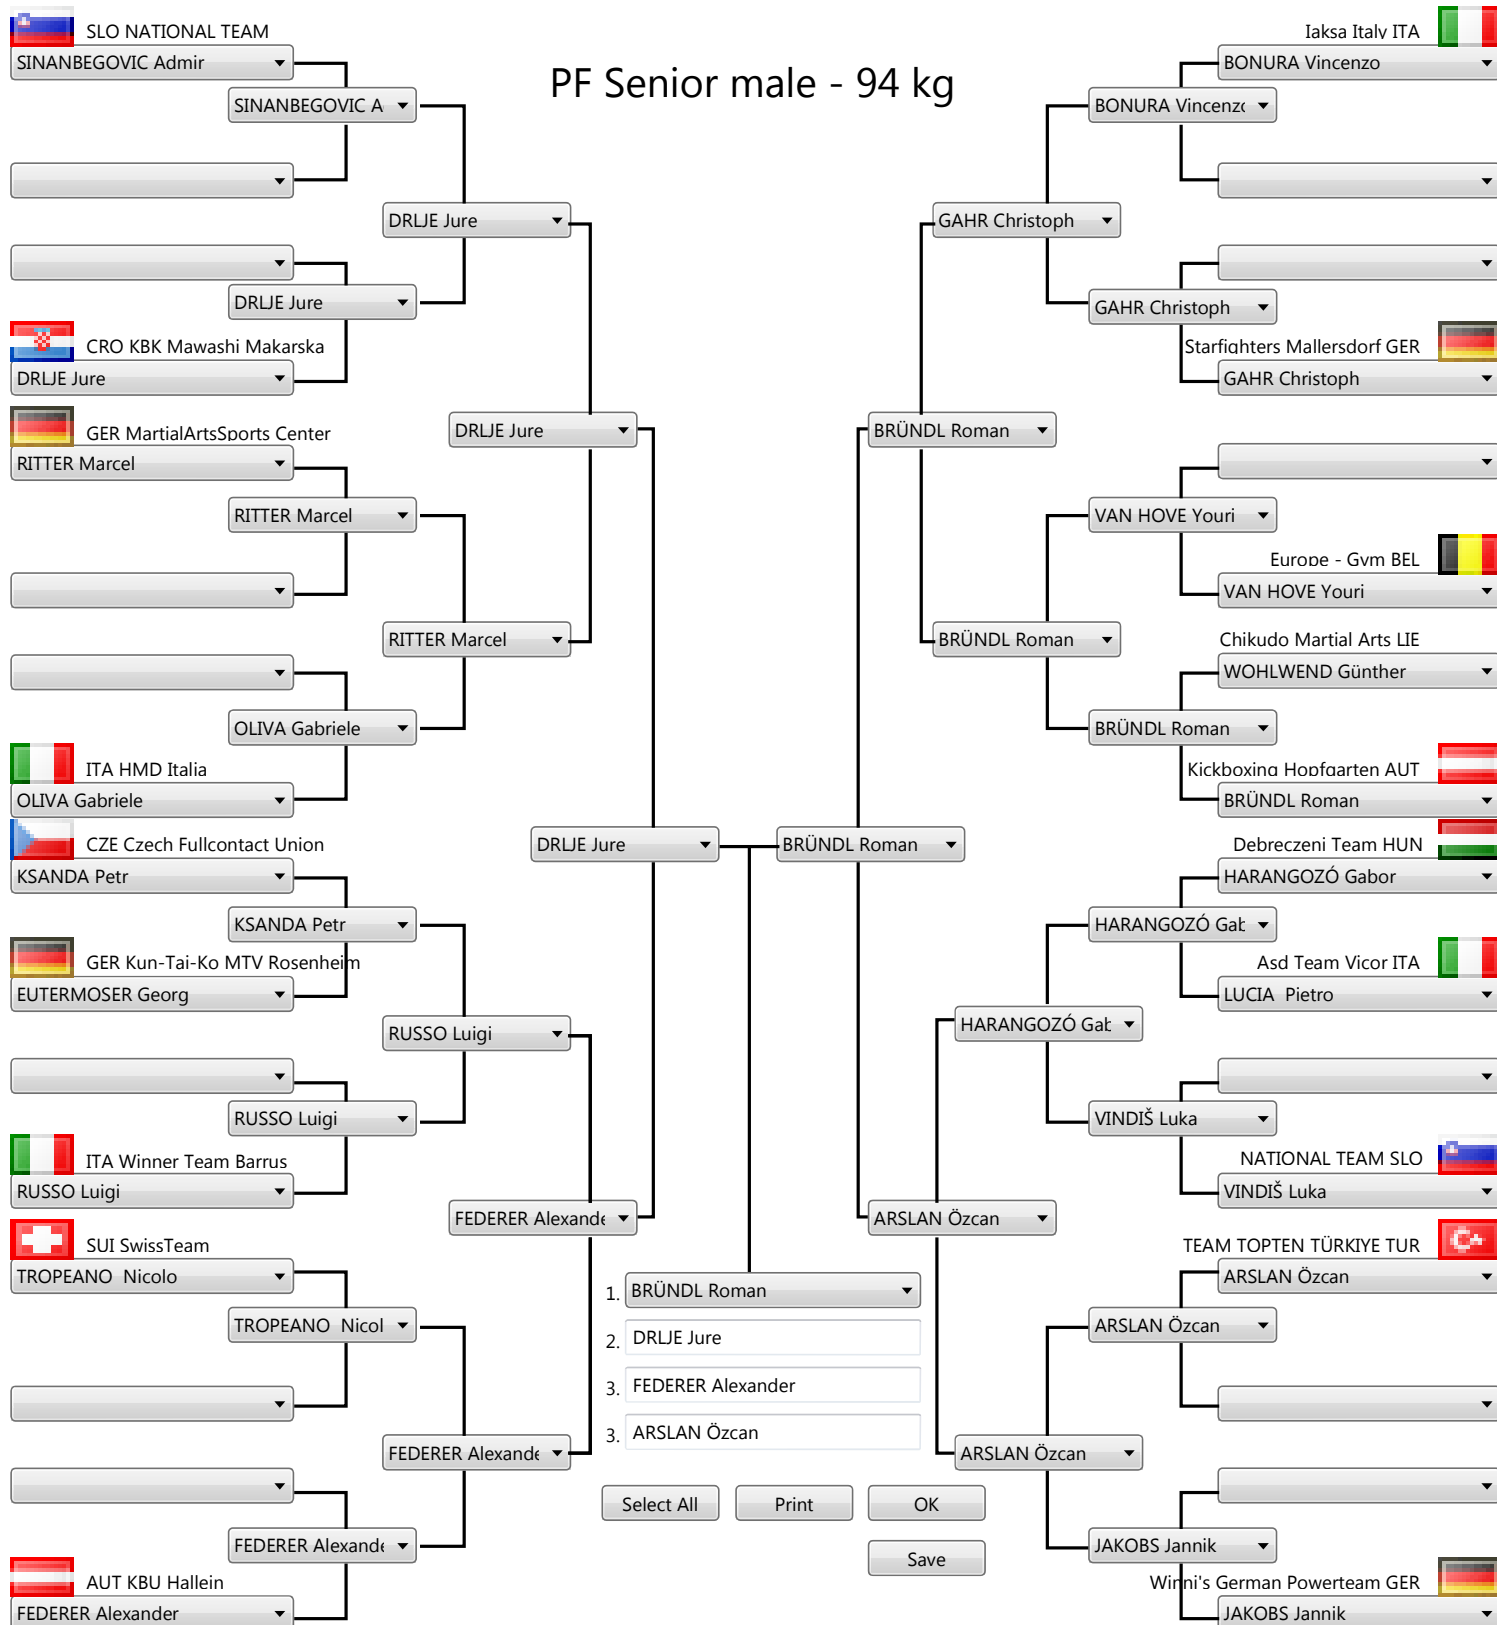 SLO NATIONAL TEAM
Iaksa Italy ITA
SINANBEGOVIC Admir
BONURA Vincenzo
PF Senior male - 94 kg
SINANBEGOVIC A
BONURA Vincenzo
DRLJE Jure
GAHR Christoph
DRLJE Jure
GAHR Christoph
CRO KBK Mawashi Makarska
Starfighters Mallersdorf GER
DRLJE Jure
GAHR Christoph
GER MartialArtsSports Center
DRLJE Jure
BRÜNDL Roman
RITTER Marcel
RITTER Marcel
VAN HOVE Youri
Europe - Gym BEL
VAN HOVE Youri
RITTER Marcel
BRÜNDL Roman
Chikudo Martial Arts LIE
WOHLWEND Günther
OLIVA Gabriele
BRÜNDL Roman
ITA HMD Italia
Kickboxing Hopfgarten AUT
OLIVA Gabriele
BRÜNDL Roman
CZE Czech Fullcontact Union
DRLJE Jure
BRÜNDL Roman
Debreczeni Team HUN
KSANDA Petr
HARANGOZÓ Gabor
KSANDA Petr
HARANGOZÓ Gab
GER Kun-Tai-Ko MTV Rosenheim
Asd Team Vicor ITA
EUTERMOSER Georg
LUCIA Pietro
RUSSO Luigi
HARANGOZÓ Gab
RUSSO Luigi
VINDIŠ Luka
ITA Winner Team Barrus
NATIONAL TEAM SLO
RUSSO Luigi
VINDIŠ Luka
FEDERER Alexande
ARSLAN Özcan
SUI SwissTeam
TEAM TOPTEN TÜRKIYE TUR
TROPEANO Nicolo
ARSLAN Özcan
1. BRÜNDL Roman
TROPEANO Nicol
ARSLAN Özcan
2. DRLJE Jure
3. FEDERER Alexander
3. ARSLAN Özcan
FEDERER Alexande
ARSLAN Özcan
Select All
Print
OK
FEDERER Alexande
Save
JAKOBS Jannik
AUT KBU Hallein
Winni's German Powerteam GER
FEDERER Alexander
JAKOBS Jannik